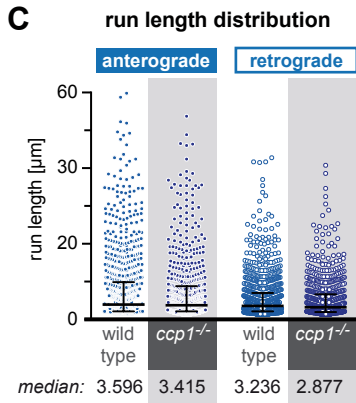 C run length distribution
anterograde retrograde
run length [µm]
60
30
20
0
wild type ccp1-/- wild type ccp1-/-
median: 3.596 3.415 3.236 2.877